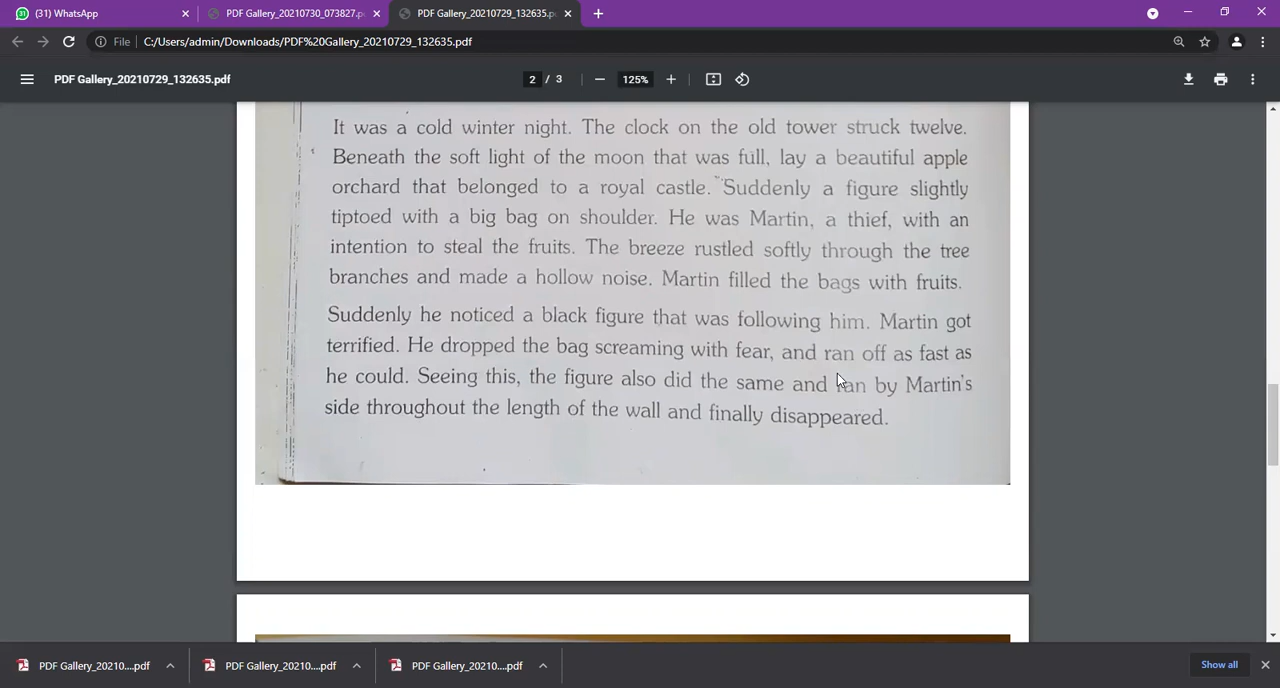 (31) WhatsApp
PDF Gallery_20210730_073827.p
PDF Gallery_20210729_132635.p
File
C:/Users/admin/Downloads/PDF%20Gallery_20210729_132635.pdf
PDF Gallery_20210729_132635.pdf
2 / 3
125%
It was a cold winter night. The clock on the old tower struck twelve.
Beneath the soft light of the moon that was full, lay a beautiful apple
orchard that belonged to a royal castle. Suddenly a figure slightly
tiptoed with a big bag on shoulder. He was Martin, a thief, with an
intention to steal the fruits. The breeze rustled softly through the tree
branches and made a hollow noise. Martin filled the bags with fruits.
Suddenly he noticed a black figure that was following him. Martin got
terrified. He dropped the bag screaming with fear, and ran off as fast as
he could. Seeing this, the figure also did the same and ran by Martin's
side throughout the length of the wall and finally disappeared.
PDF Gallery_20210....pdf
PDF Gallery_20210....pdf
PDF Gallery_20210....pdf
Show all